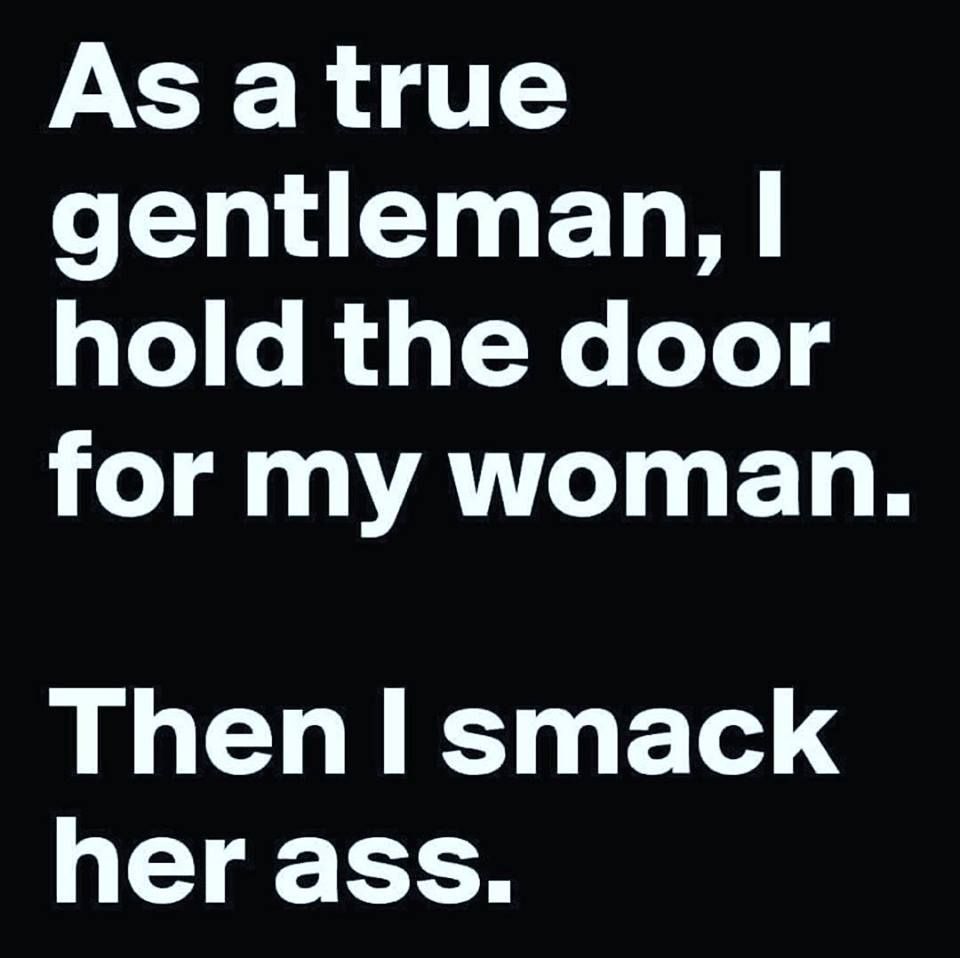 As a true
gentleman, I
hold the door
for my woman.
Then I smack
her ass.